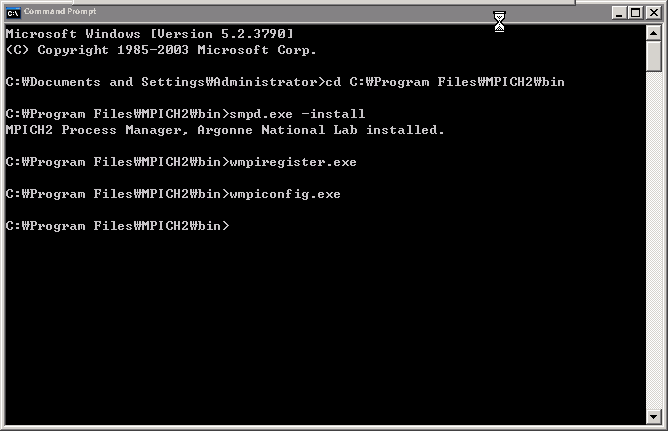 Command Prompt
Microsoft Windows [Version 5.2.3790]
(C) Copyright 1985-2003 Microsoft Corp.
C:₩Documents and Settings₩Administrator>cd C:₩Program Files₩MPICH2₩bin
C:₩Program Files₩MPICH2₩bin>smpd.exe -install
MPICH2 Process Manager, Argonne National Lab installed.
C:₩Program Files₩MPICH2₩bin>wmpiregister.exe
C:₩Program Files₩MPICH2₩bin>wmpiconfig.exe
C:₩Program Files₩MPICH2₩bin>